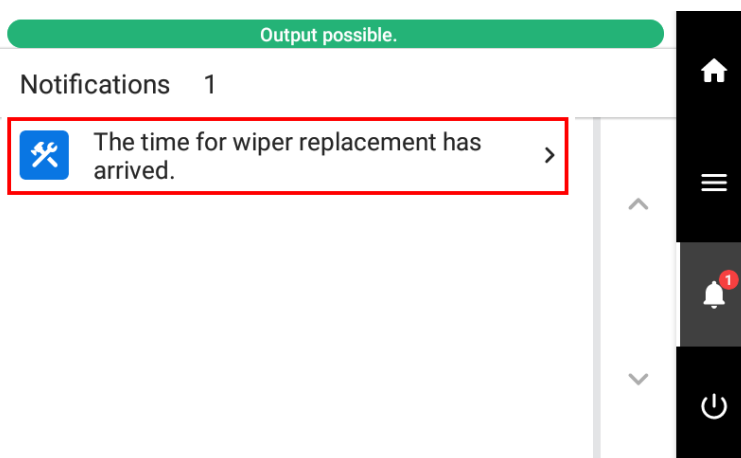 Output possible.
Notifications 1
The time for wiper replacement has
arrived.
1